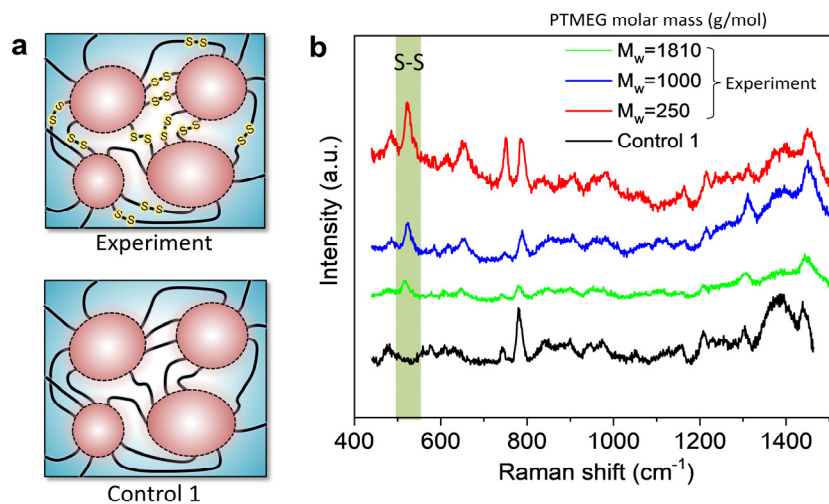 a
S S
S S
S S
S S
S S
S S
S S
S S
S S
S S
Experiment
Control 1
b
PTMEG molar mass (g/mol)
S-S
Mw=1810
Mw=1000
Mw=250
Experiment
Control 1
Intensity (a.u.)
400 600 800 1000 1200 1400
Raman shift (cm⁻¹)